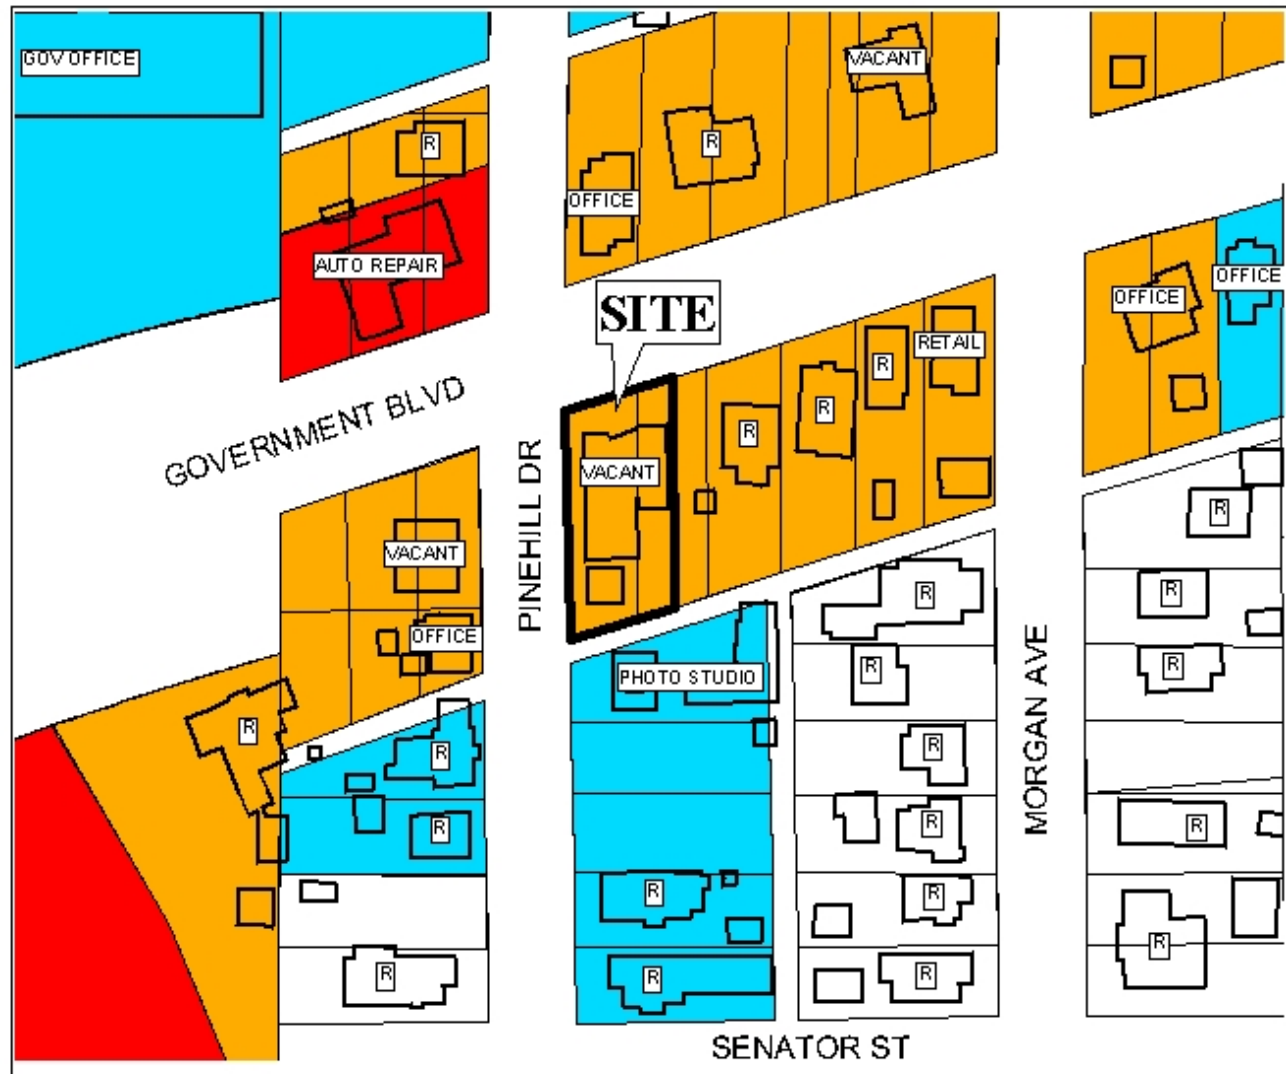 GOV OFFICE
VACANT
R
R
OFFICE
AUTO REPAIR
OFFICE
OFFICE
SITE
RETAIL
R
GOVERNMENT BLVD
R
R
PINEHILL DR
VACANT
R
VACANT
R
R
OFFICE
R
R
PHOTO STUDIO
MORGAN AVE
R
R
R
R
R
R
R
R
R
R
R
R
SENATOR ST